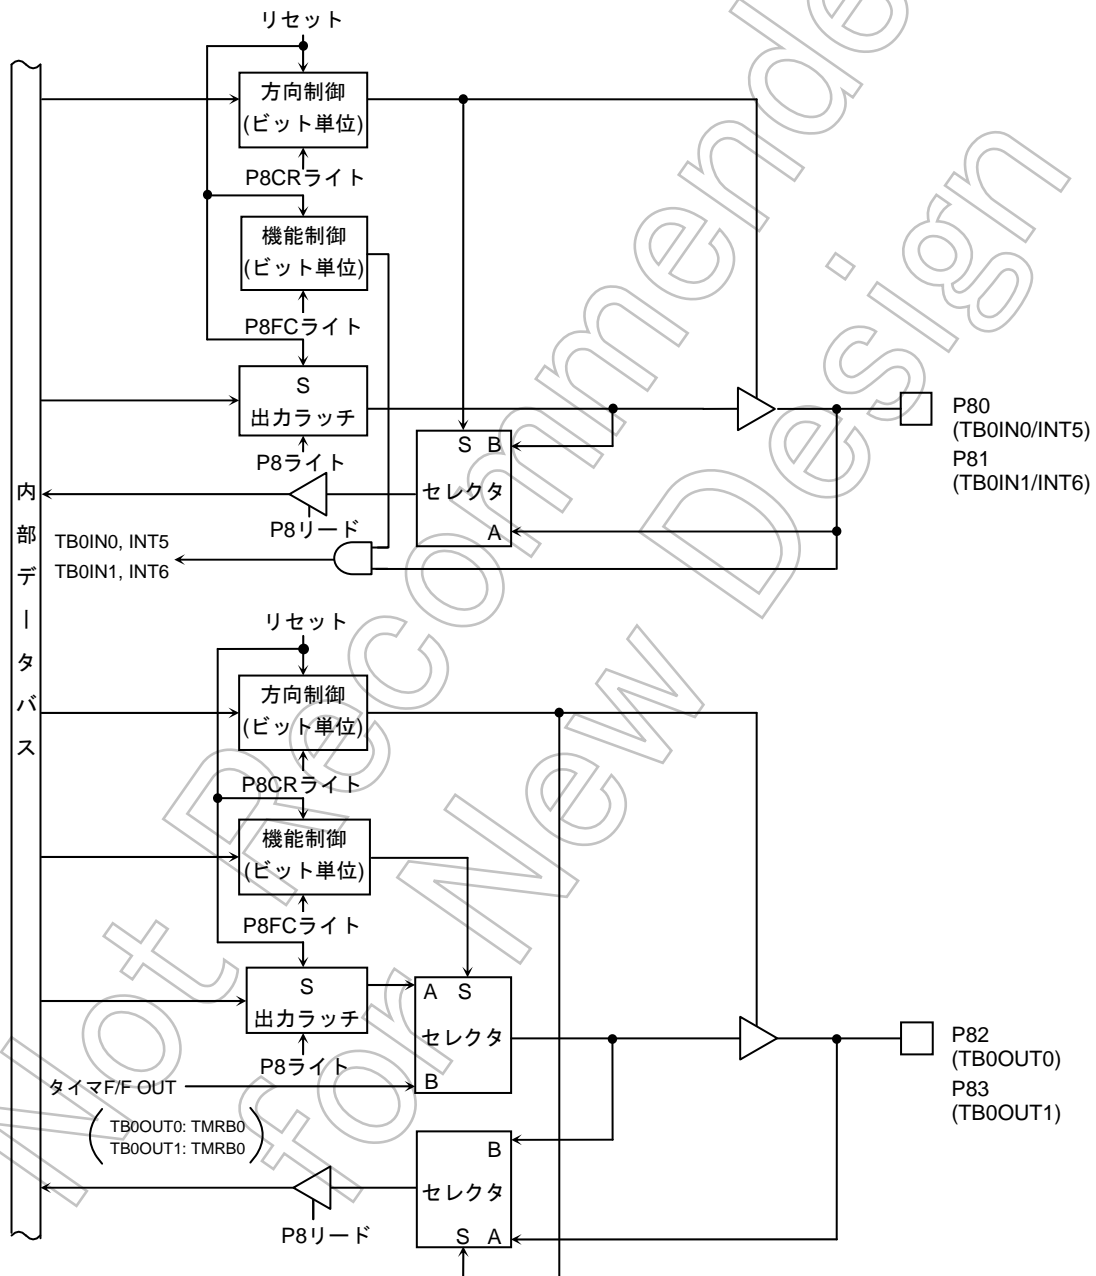 リセット
方向制御
(ビット単位)
P8CRライト
機能制御
(ビット単位)
P8FCライト
S
出力ラッチ
P8ライト
S B
セレクタ
A
P8リード
TB0IN0, INT5
TB0IN1, INT6
P80
(TB0IN0/INT5)
P81
(TB0IN1/INT6)
内部データバス
リセット
方向制御
(ビット単位)
P8CRライト
機能制御
(ビット単位)
P8FCライト
S
出力ラッチ
P8ライト
A S
セレクタ
B
タイマF/F OUT
TB0OUT0: TMRB0
TB0OUT1: TMRB0
B
セレクタ
S A
P8リード
P82
(TB0OUT0)
P83
(TB0OUT1)
Not Recommende
for New Design